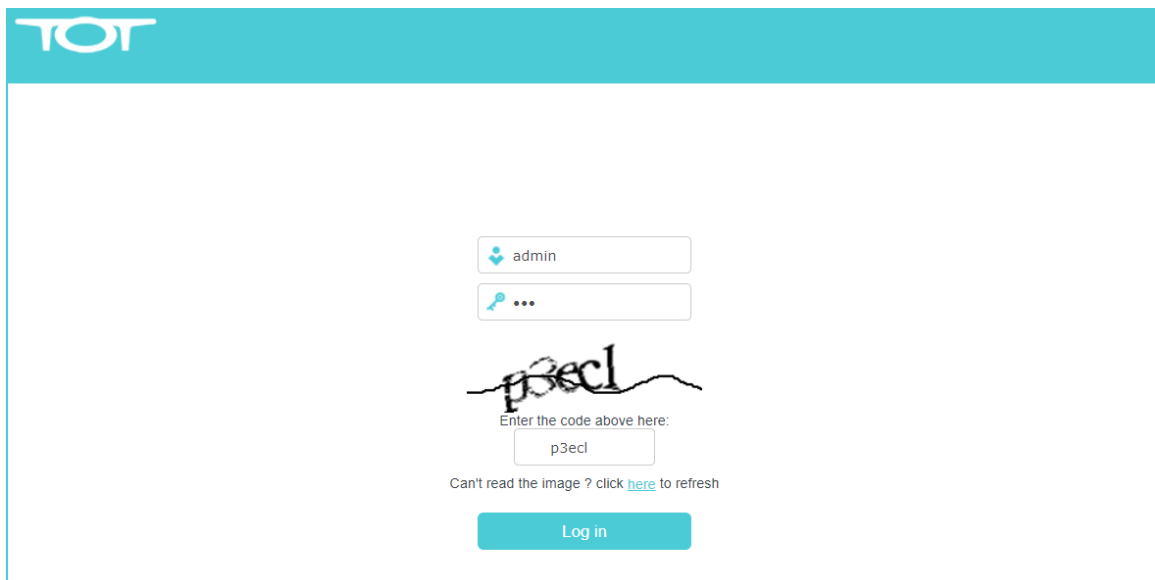 TOT
admin
•••
p3ecl
Enter the code above here:
p3ecl
Can't read the image ? click here to refresh
Log in